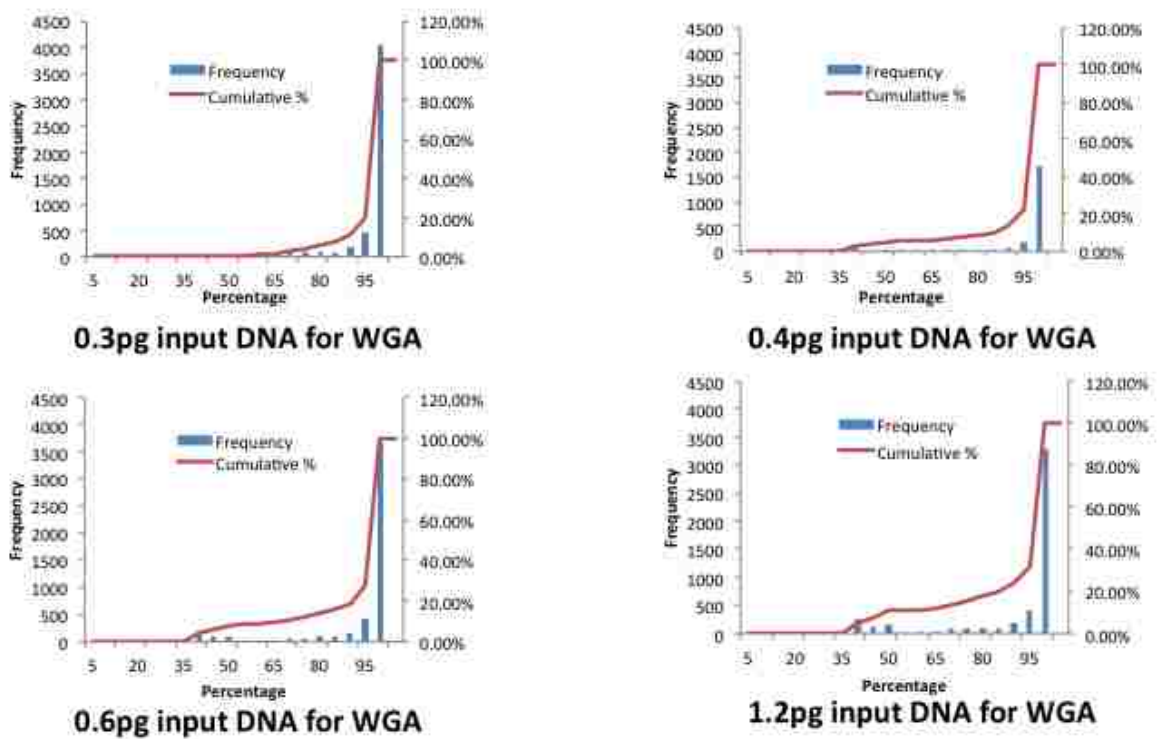 4500
4000
3500
3000
2500
2000
1500
1000
500
0
Frequency
Frequency
Cumulative %
120.00%
100.00%
80.00%
60.00%
40.00%
20.00%
0.00%
5 20 35 50 65 80 95
Percentage
0.3pg input DNA for WGA
4500
4000
3500
3000
2500
2000
1500
1000
500
0
Frequency
Frequency
Cumulative %
120.00%
100.00%
80.00%
60.00%
40.00%
20.00%
0.00%
5 20 35 50 65 80 95
Percentage
0.4pg input DNA for WGA
4500
4000
3500
3000
2500
2000
1500
1000
500
0
Frequency
Frequency
Cumulative %
120.00%
100.00%
80.00%
60.00%
40.00%
20.00%
0.00%
5 20 35 50 65 80 95
Percentage
0.6pg input DNA for WGA
4500
4000
3500
3000
2500
2000
1500
1000
500
0
Frequency
Frequency
Cumulative %
120.00%
100.00%
80.00%
60.00%
40.00%
20.00%
0.00%
5 20 35 50 65 80 95
Percentage
1.2pg input DNA for WGA